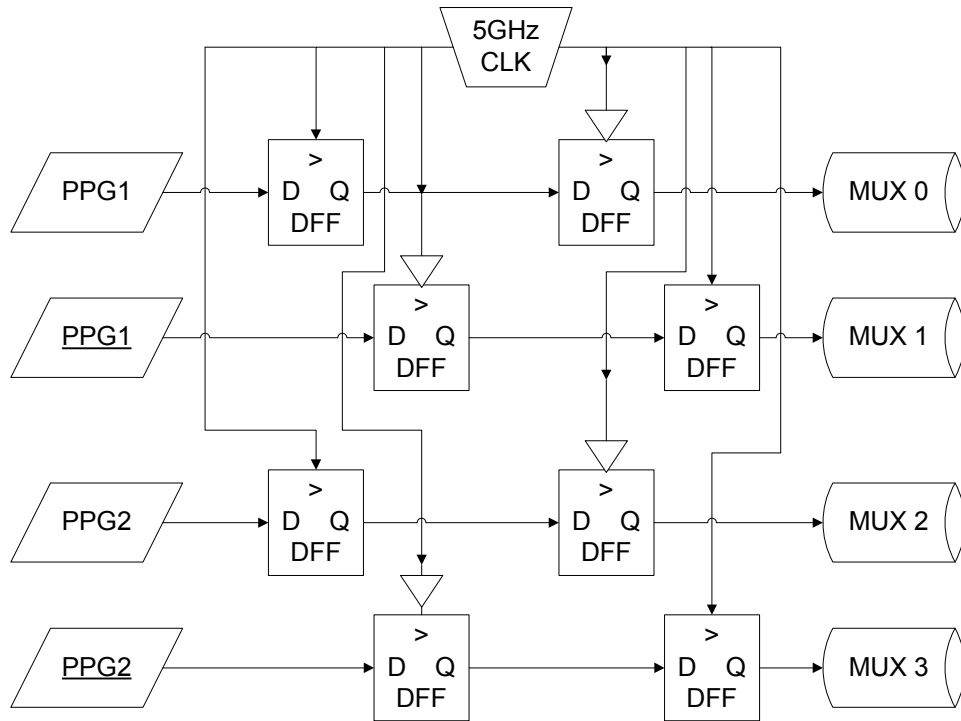 5GHz
CLK
>
>
PPG1
D Q
DFF
D Q
DFF
MUX 0
>
>
PPG1
D Q
DFF
D Q
DFF
MUX 1
>
>
PPG2
D Q
DFF
D Q
DFF
MUX 2
>
>
PPG2
D Q
DFF
D Q
DFF
MUX 3